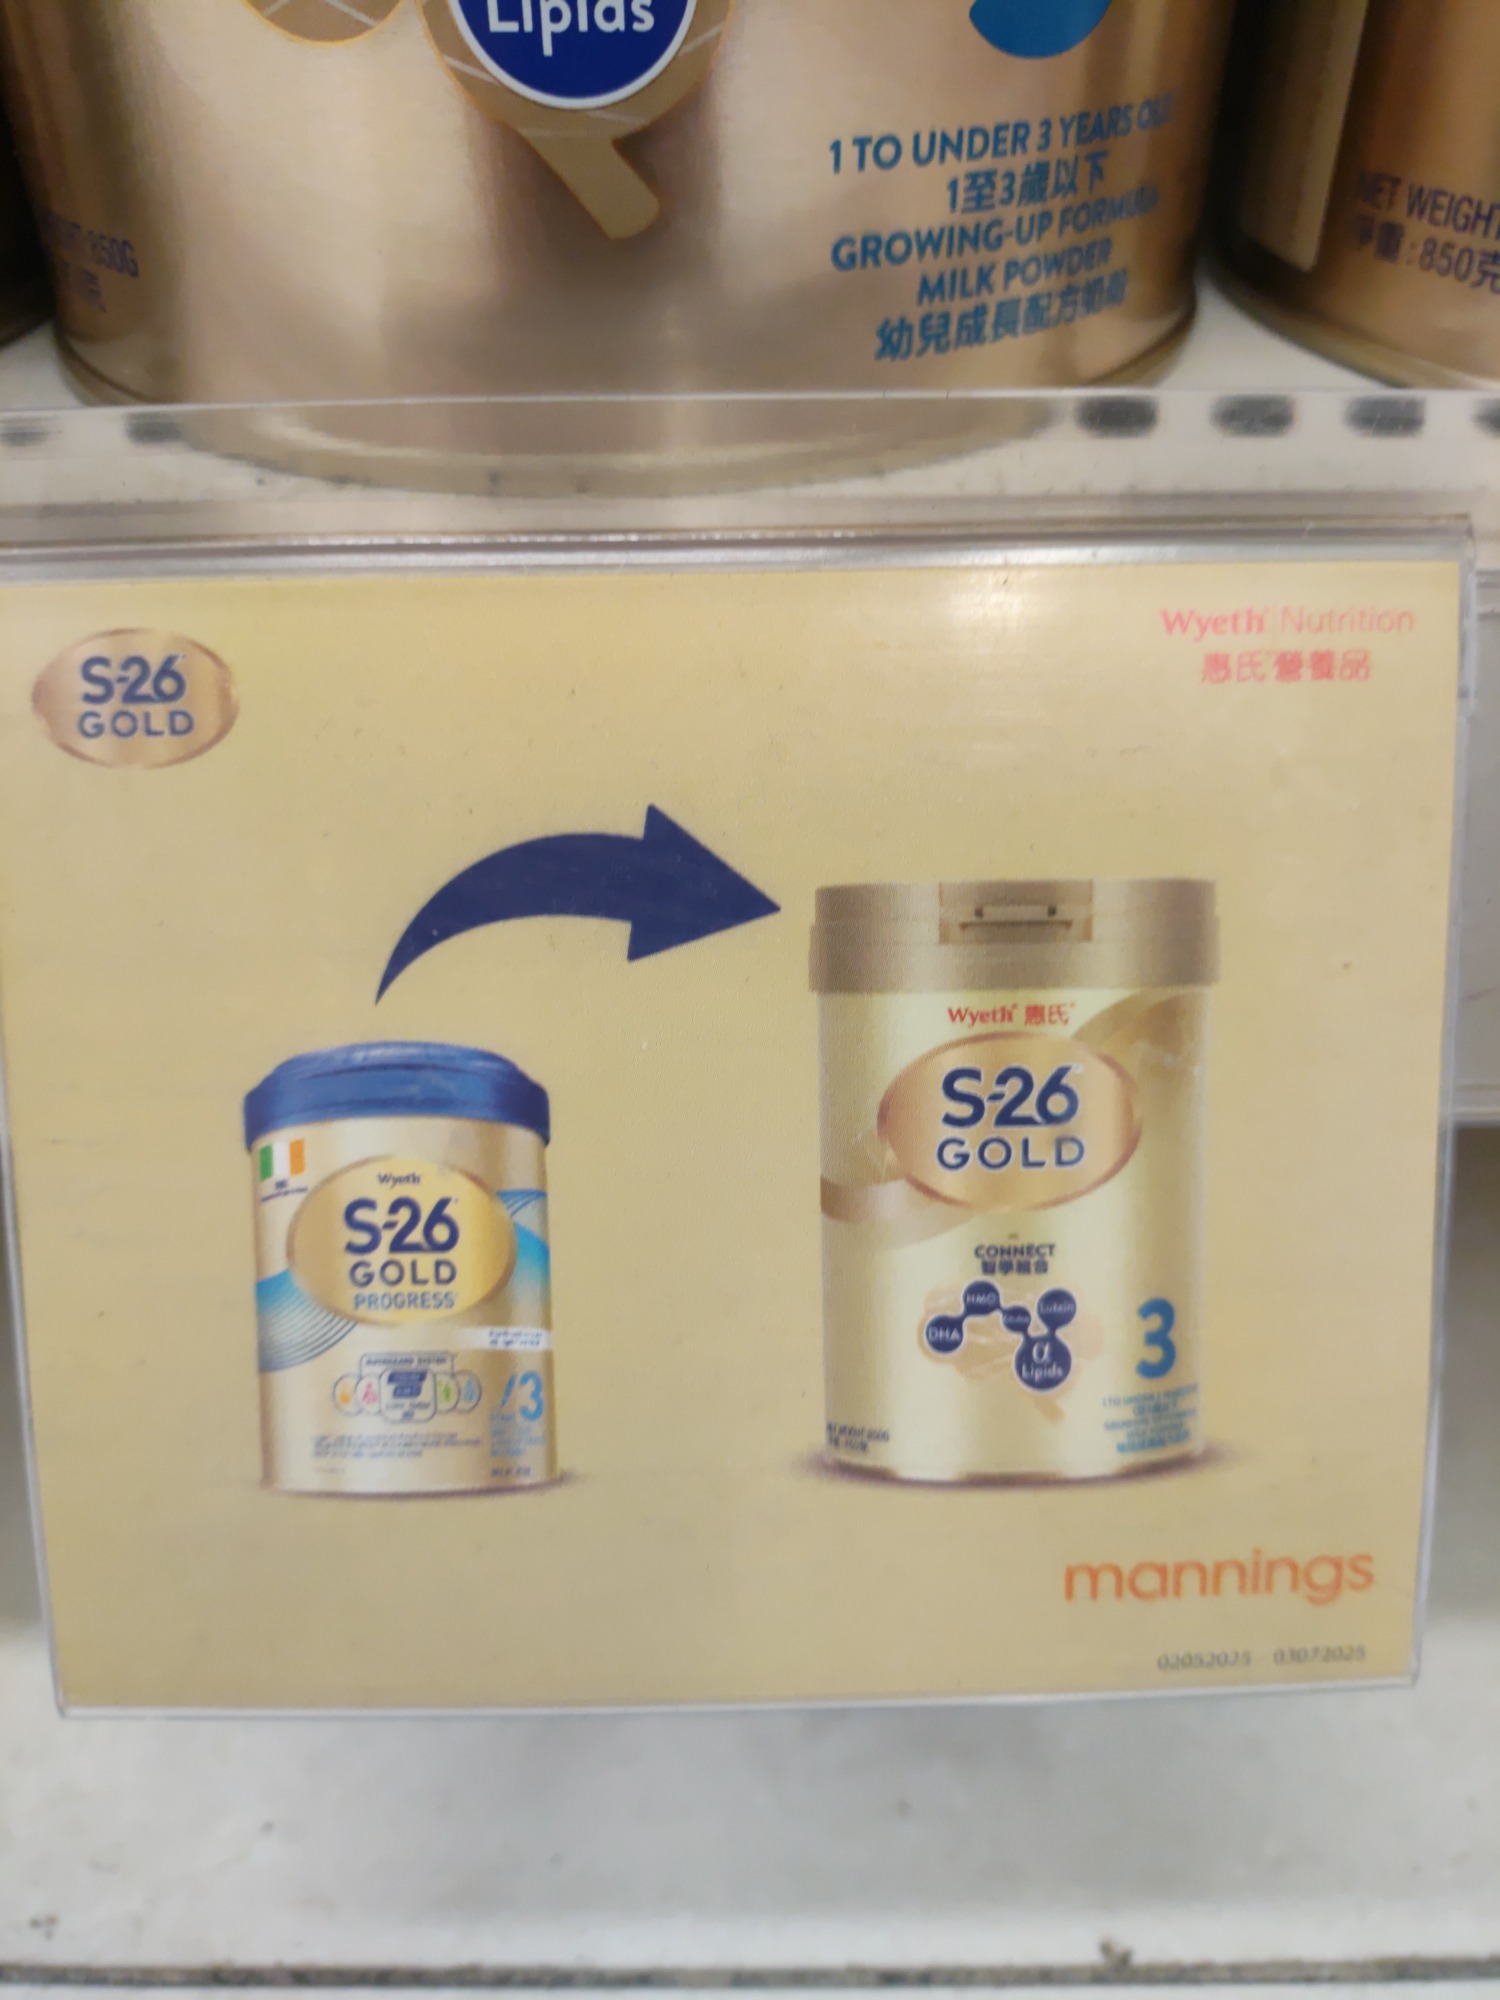 Lipids
1 TO UNDER 3 YEARS OLD
1至3歲以下
GROWING-UP FORMULA
MILK POWDER
幼兒成長配方奶粉
850G
NET WEIGHT
淨重:850克
S-26
GOLD
Wyeth Nutrition
惠氏營養品
Wyeth
S-26
GOLD
PROGRESS
3
Wyeth 惠氏
S-26
GOLD
CONNECT
智學組合
HMO
Lutein
DHA
α
Lipids
3
mannings
02052025 03072025